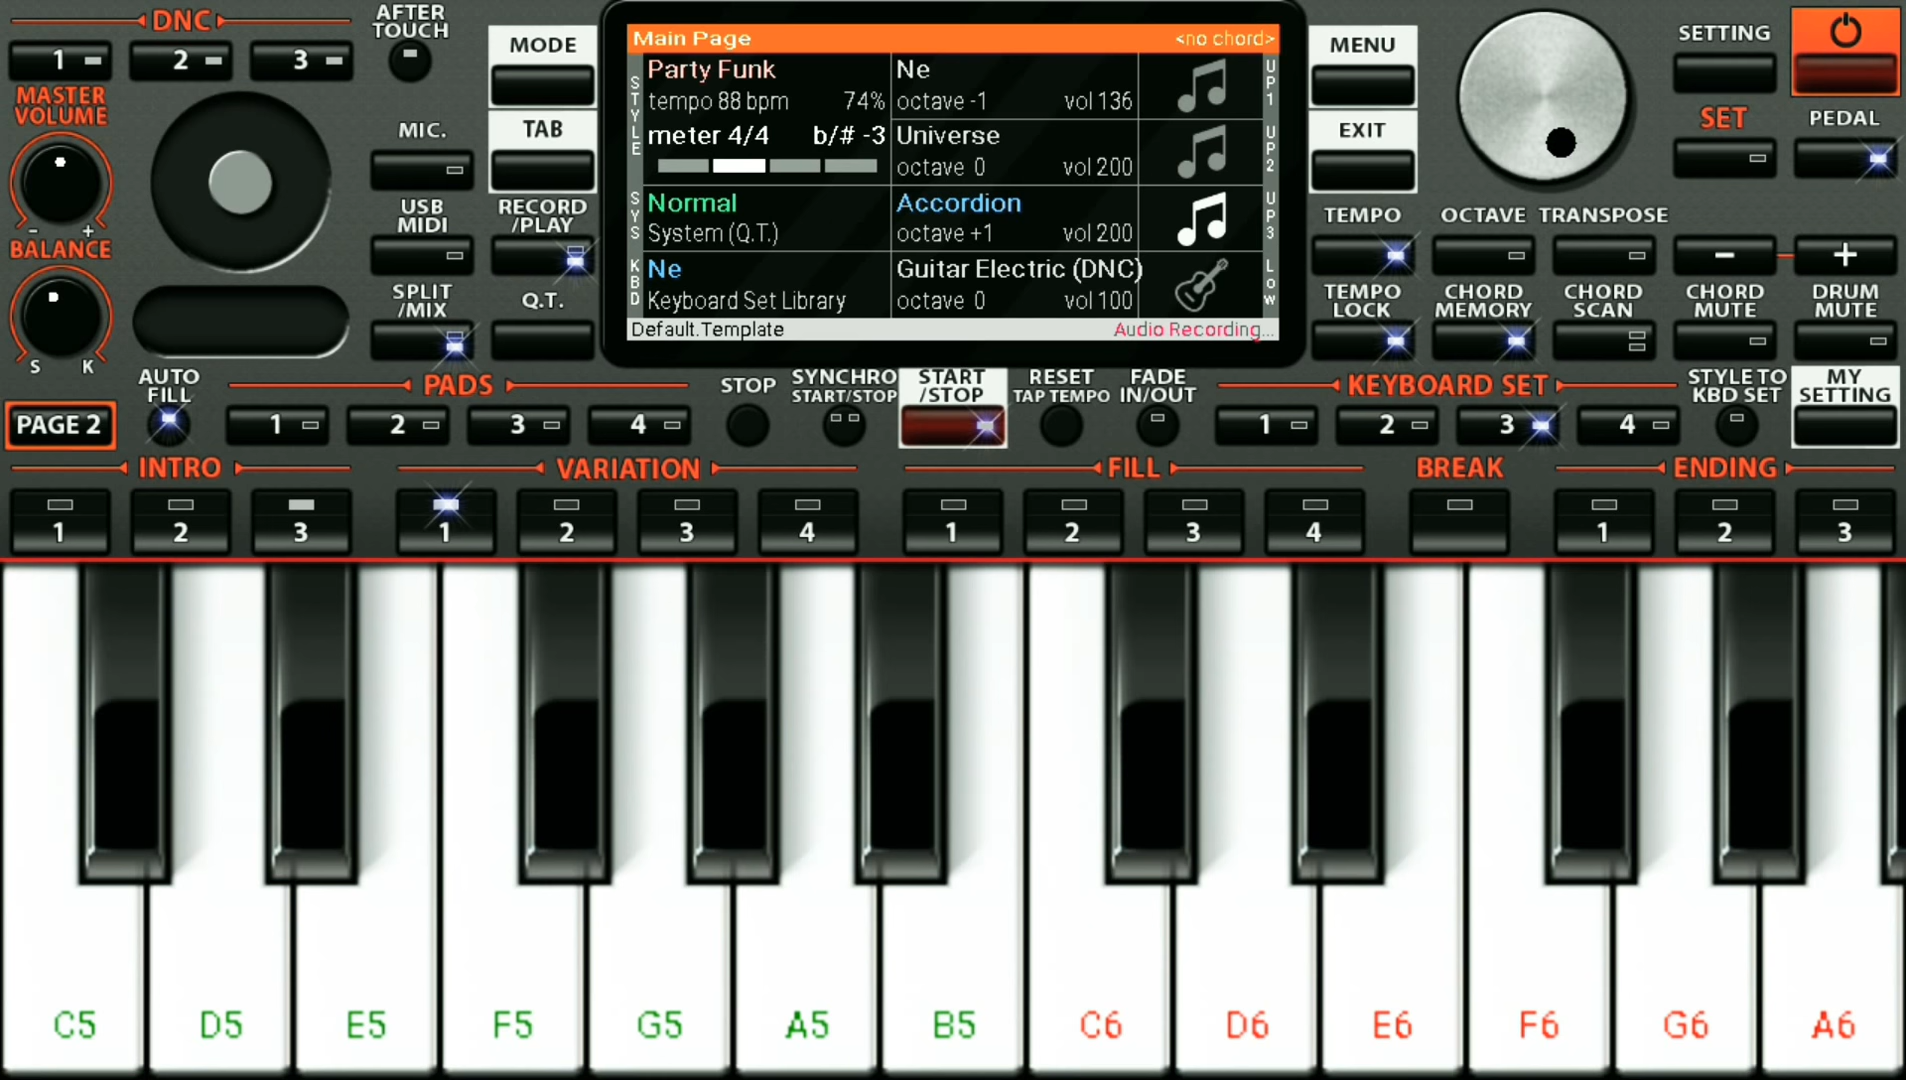 DNC
1 2 3
AFTER
TOUCH
MASTER
VOLUME
- +
BALANCE
S K
MIC.
USB
MIDI
SPLIT
/MIX
MODE
TAB
RECORD
/PLAY
Q.T.
Main Page <no chord>
STYLE
Party Funk
tempo 88 bpm 74%
meter 4/4 b/# -3
SYS
Normal
System (Q.T.)
KBD
Ne
Keyboard Set Library
Ne
octave -1 vol 136
UP1
Universe
octave 0 vol 200
UP2
Accordion
octave +1 vol 200
UP3
Guitar Electric (DNC)
octave 0 vol 100
LOW
Default.Template Audio Recording...
MENU
EXIT
SETTING
SET
PEDAL
TEMPO OCTAVE TRANSPOSE
- +
TEMPO
LOCK
CHORD
MEMORY
CHORD
SCAN
CHORD
MUTE
DRUM
MUTE
PAGE 2
AUTO
FILL
PADS
1 2 3 4
STOP
SYNCHRO
START/STOP
START
/STOP
RESET
TAP TEMPO
FADE
IN/OUT
KEYBOARD SET
1 2 3 4
STYLE TO
KBD SET
MY
SETTING
INTRO
1 2 3
VARIATION
1 2 3 4
FILL
1 2 3 4
BREAK
ENDING
1 2 3
C5 D5 E5 F5 G5 A5 B5 C6 D6 E6 F6 G6 A6